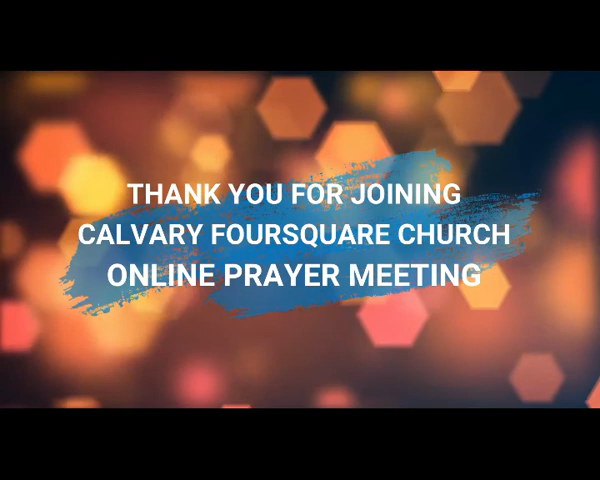 THANK YOU FOR JOINING
CALVARY FOURSQUARE CHURCH
ONLINE PRAYER MEETING